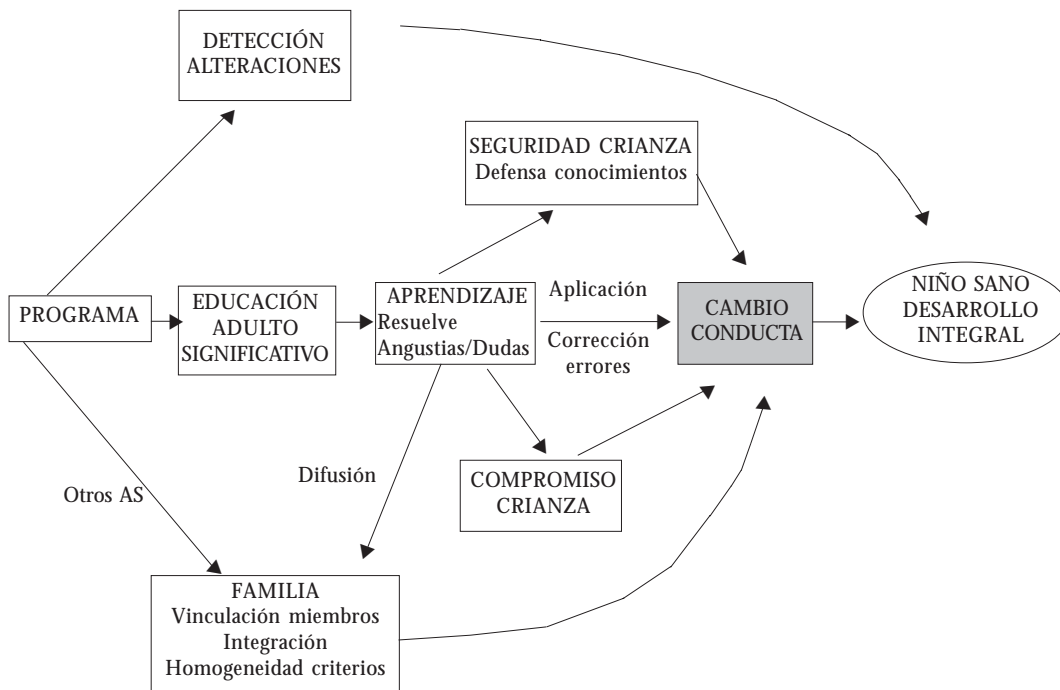 DETECCIÓN
ALTERACIONES
SEGURIDAD CRIANZA
Defensa conocimientos
PROGRAMA
EDUCACIÓN
ADULTO
SIGNIFICATIVO
APRENDIZAJE
Resuelve
Angustias/Dudas
Aplicación
Corrección
errores
CAMBIO
CONDUCTA
NIÑO SANO
DESARROLLO
INTEGRAL
Otros AS
Difusión
COMPROMISO
CRIANZA
FAMILIA
Vinculación miembros
Integración
Homogeneidad criterios